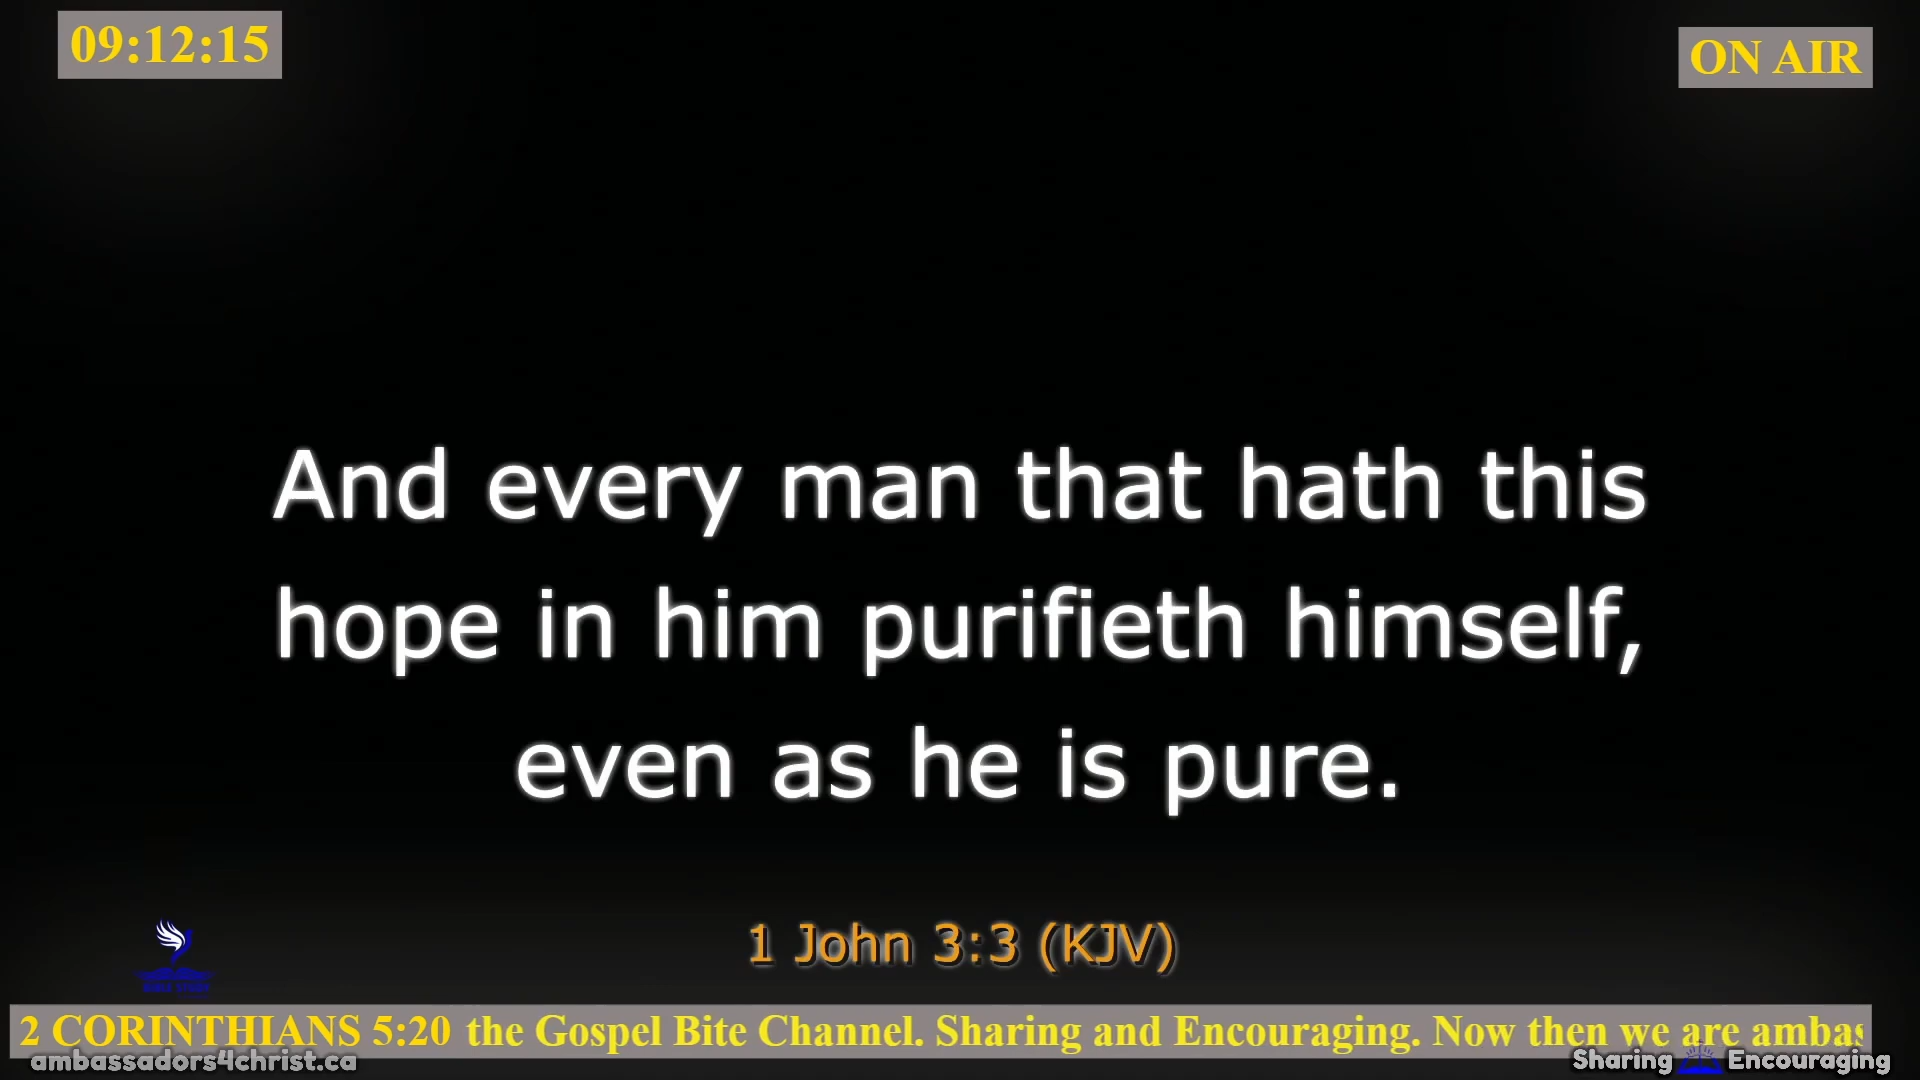 09:12:15
ON AIR
And every man that hath this
hope in him purifieth himself,
even as he is pure.
1 John 3:3 (KJV)
BIBLE STUDY
2 CORINTHIANS 5:20 the Gospel Bite Channel. Sharing and Encouraging. Now then we are ambas
ambassadors4christ.ca
Sharing Encouraging